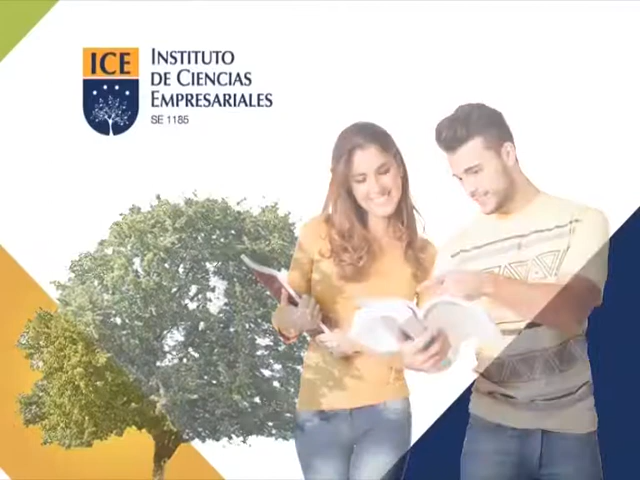 ICE
INSTITUTO
DE CIENCIAS
EMPRESARIALES
SE 1185